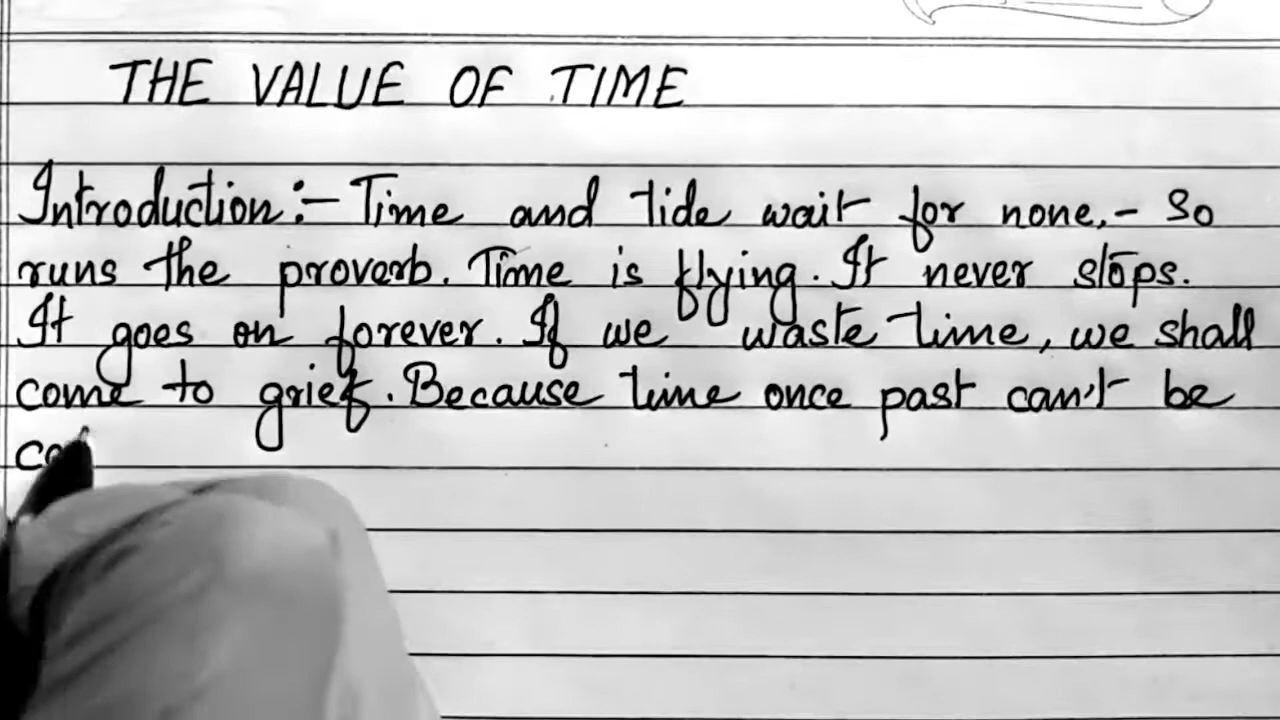 THE VALUE OF TIME
Introduction:- Time and tide wait for none,- So
runs the proverb. Time is flying. It never stops.
It goes on forever. If we waste time, we shall
come to grief. Because time once past can't be